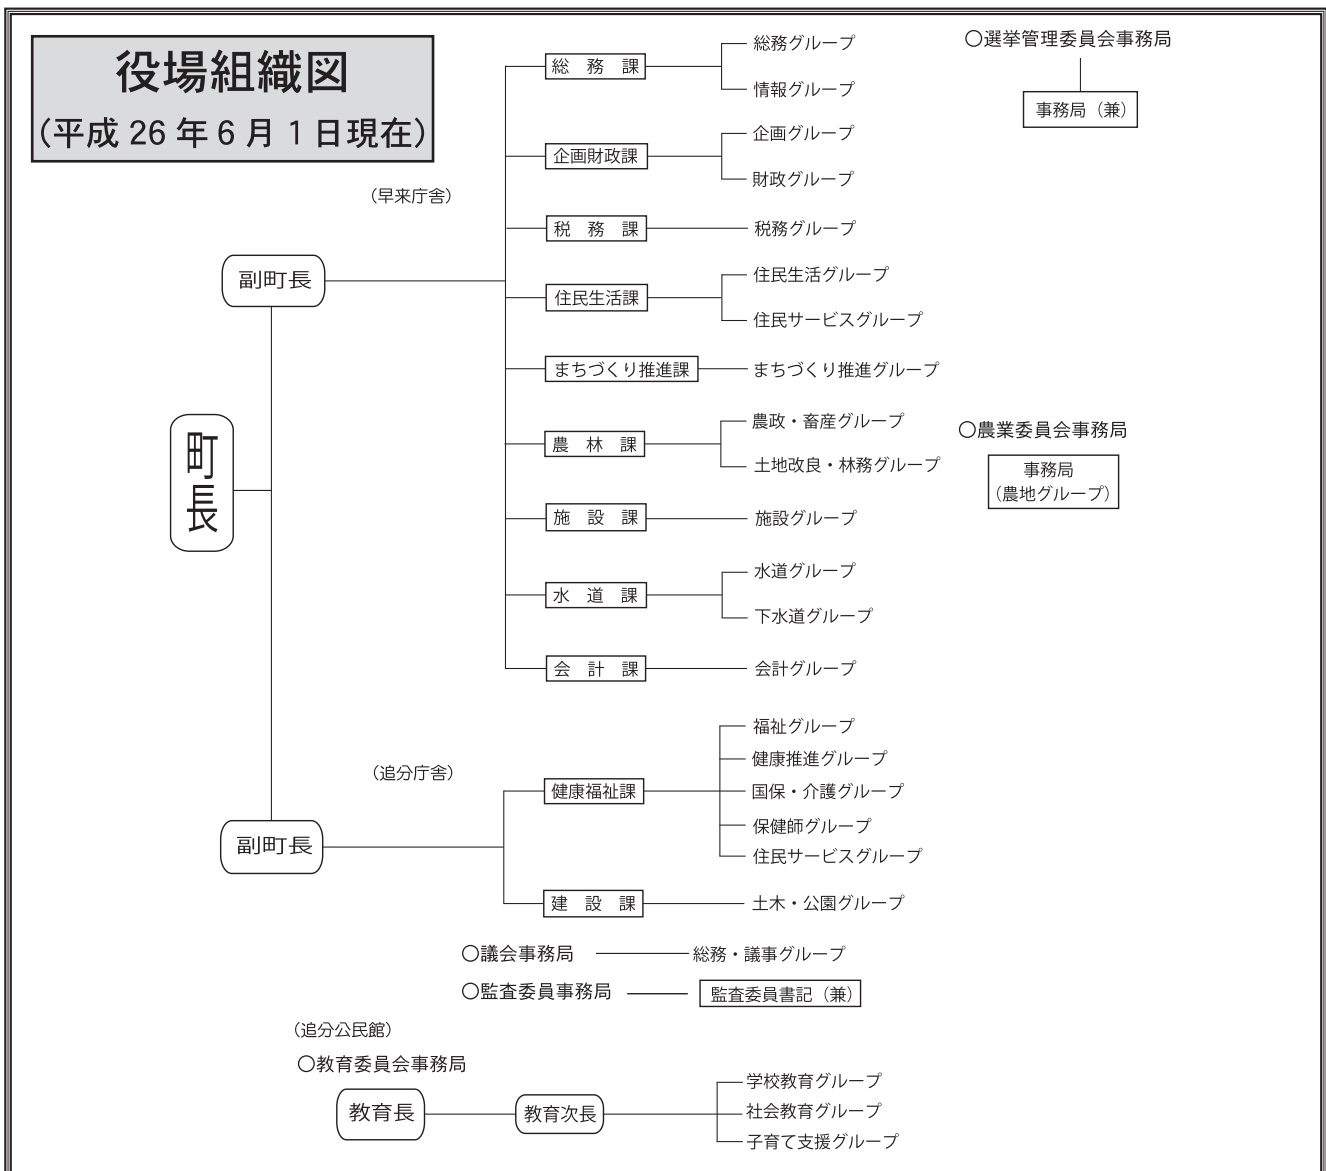 役場組織図
（平成 26 年 6 月 1 日現在）
（早来庁舎）
町長
副町長
総務課
総務グループ
情報グループ
企画財政課
企画グループ
財政グループ
税務課
税務グループ
住民生活課
住民生活グループ
住民サービスグループ
まちづくり推進課
まちづくり推進グループ
農林課
農政・畜産グループ
土地改良・林務グループ
施設課
施設グループ
水道課
水道グループ
下水道グループ
会計課
会計グループ
〇選挙管理委員会事務局
事務局（兼）
〇農業委員会事務局
事務局
（農地グループ）
（追分庁舎）
副町長
健康福祉課
福祉グループ
健康推進グループ
国保・介護グループ
保健師グループ
住民サービスグループ
建設課
土木・公園グループ
〇議会事務局
総務・議事グループ
〇監査委員事務局
監査委員書記（兼）
（追分公民館）
〇教育委員会事務局
教育長
教育次長
学校教育グループ
社会教育グループ
子育て支援グループ